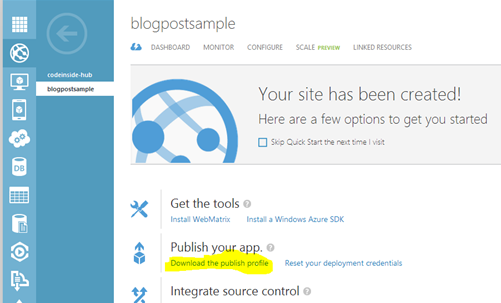 blogpostsample
DASHBOARD MONITOR CONFIGURE SCALE PREVIEW LINKED RESOURCES
codeinside-hub
blogpostsample
Your site has been created!
Here are a few options to get you started
Skip Quick Start the next time I visit
Get the tools ?
Install WebMatrix Install a Windows Azure SDK
Publish your app. ?
Download the publish profile Reset your deployment credentials
Integrate source control ?
DB